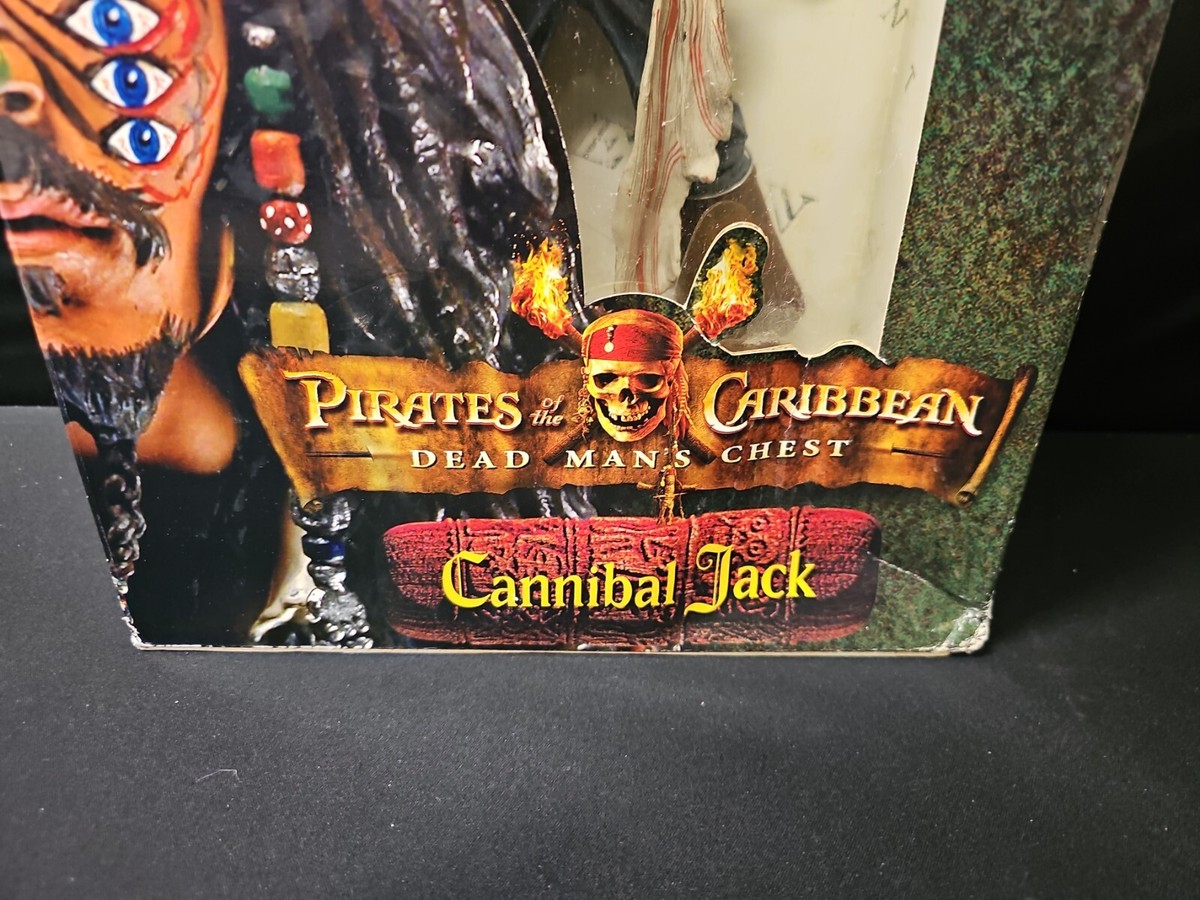 PIRATES of the CARIBBEAN
DEAD MAN'S CHEST
Cannibal Jack